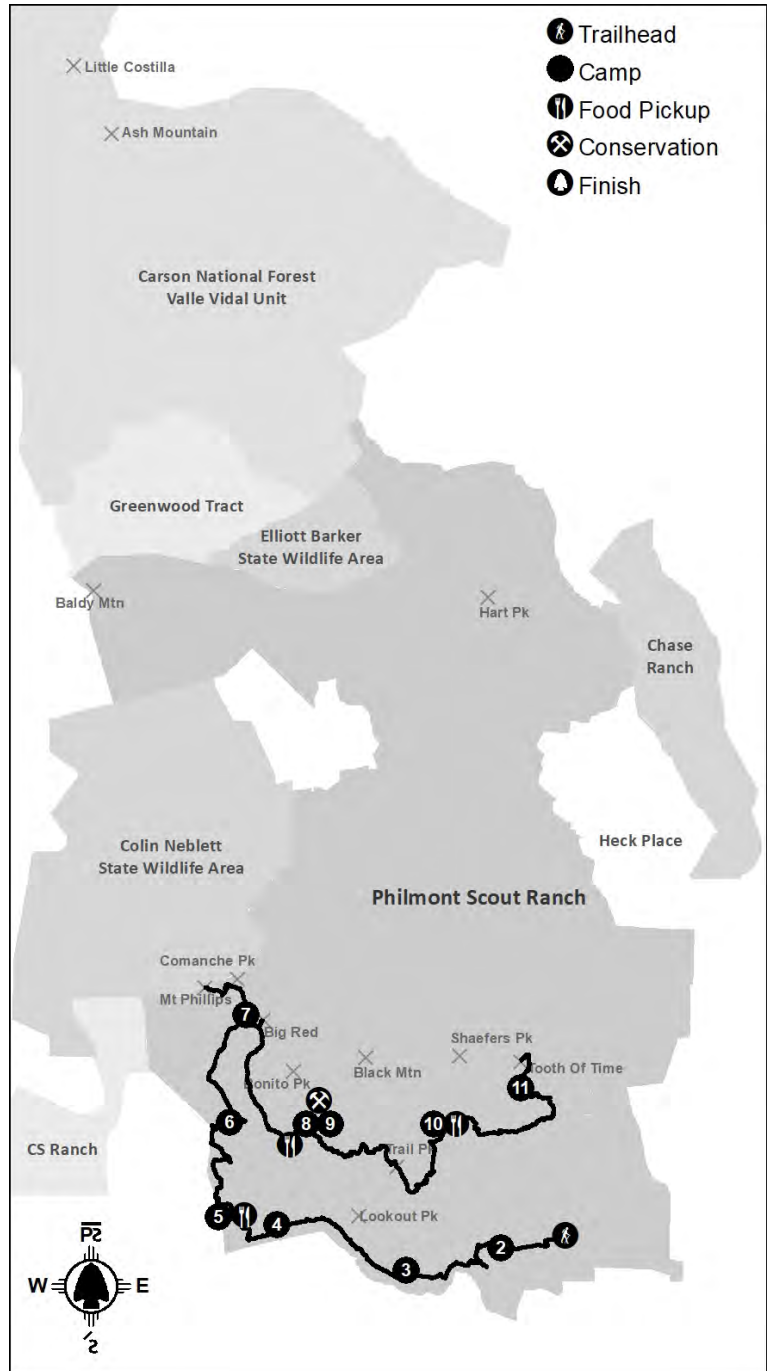 Trailhead
Camp
Food Pickup
Conservation
Finish
Little Costilla
Ash Mountain
Carson National Forest
Valle Vidal Unit
Greenwood Tract
Elliott Barker
State Wildlife Area
Baldy Mtn
Hart Pk
Chase
Ranch
Heck Place
Colin Neblett
State Wildlife Area
Philmont Scout Ranch
Comanche Pk
Mt Phillips
7
Big Red
Shaefers Pk
Black Mtn
Tooth Of Time
Bonito Pk
11
6
8
9
10
CS Ranch
Trail Pk
5
4
Lookout Pk
2
3
W
E